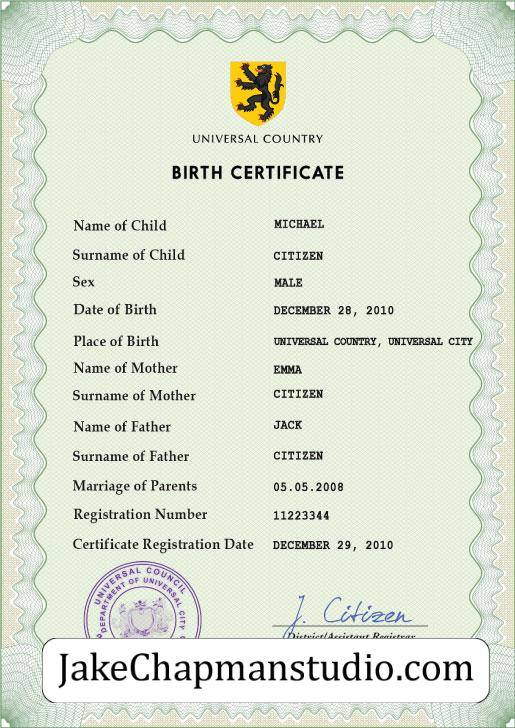 UNIVERSAL COUNTRY
BIRTH CERTIFICATE
Name of Child MICHAEL
Surname of Child CITIZEN
Sex MALE
Date of Birth DECEMBER 28, 2010
Place of Birth UNIVERSAL COUNTRY, UNIVERSAL CITY
Name of Mother EMMA
Surname of Mother CITIZEN
Name of Father JACK
Surname of Father CITIZEN
Marriage of Parents 05.05.2008
Registration Number 11223344
Certificate Registration Date DECEMBER 29, 2010
UNIVERSAL COUNCIL
DEPARTMENT OF UNIVERSAL CITY
J. Citizen
District/Assistant Registrar
JakeChapmanstudio.com